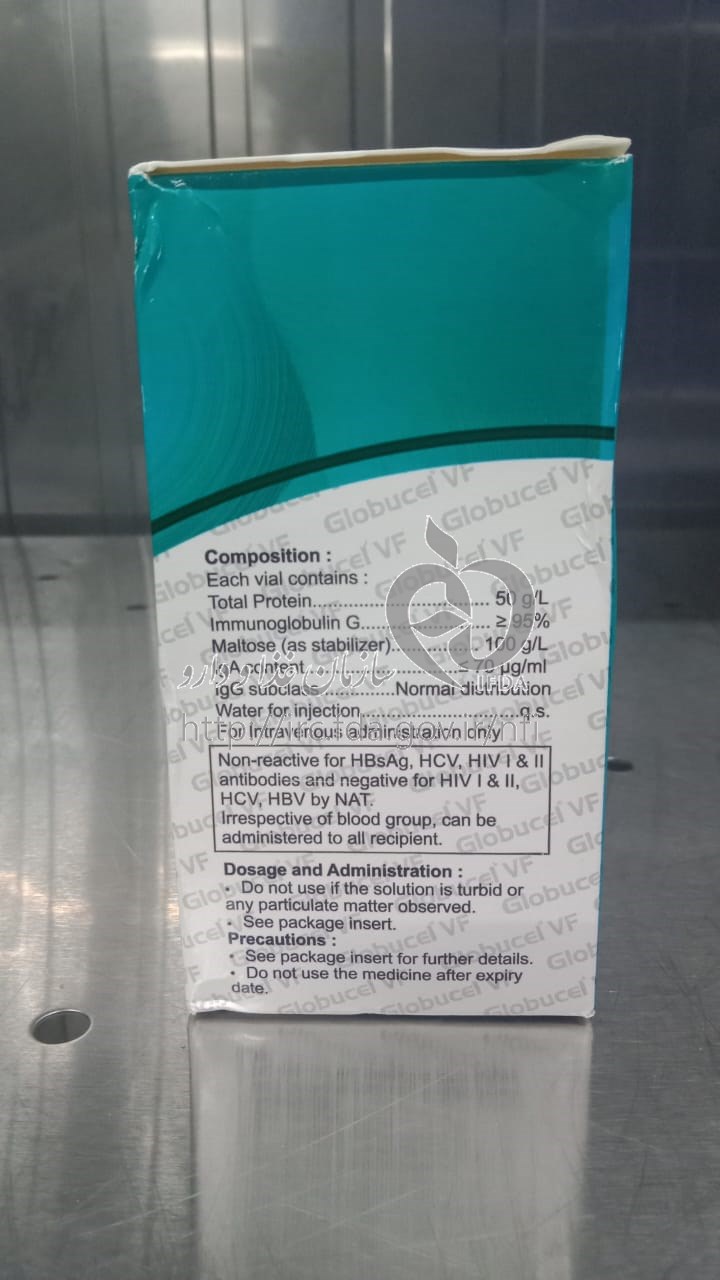 Globucel VF Globucel VF
Composition :
Each vial contains :
Total Protein.................................. 50 g/L
Immunoglobulin G......................... ≥ 95%
Maltose (as stabilizer)................ 100 g/L
IgA content............................ ≤ 70 µg/ml
IgG subclass...............Normal distribution
Water for injection...............................q.s.
For Intravenous administration only
سازمان غذا و دارو
IFDA
http://irc.fda.gov.ir/nfi
Non-reactive for HBsAg, HCV, HIV I & II
antibodies and negative for HIV I & II,
HCV, HBV by NAT.
Irrespective of blood group, can be
administered to all recipient.
Dosage and Administration :
• Do not use if the solution is turbid or
any particulate matter observed.
• See package insert.
Precautions :
• See package insert for further details.
• Do not use the medicine after expiry
date.